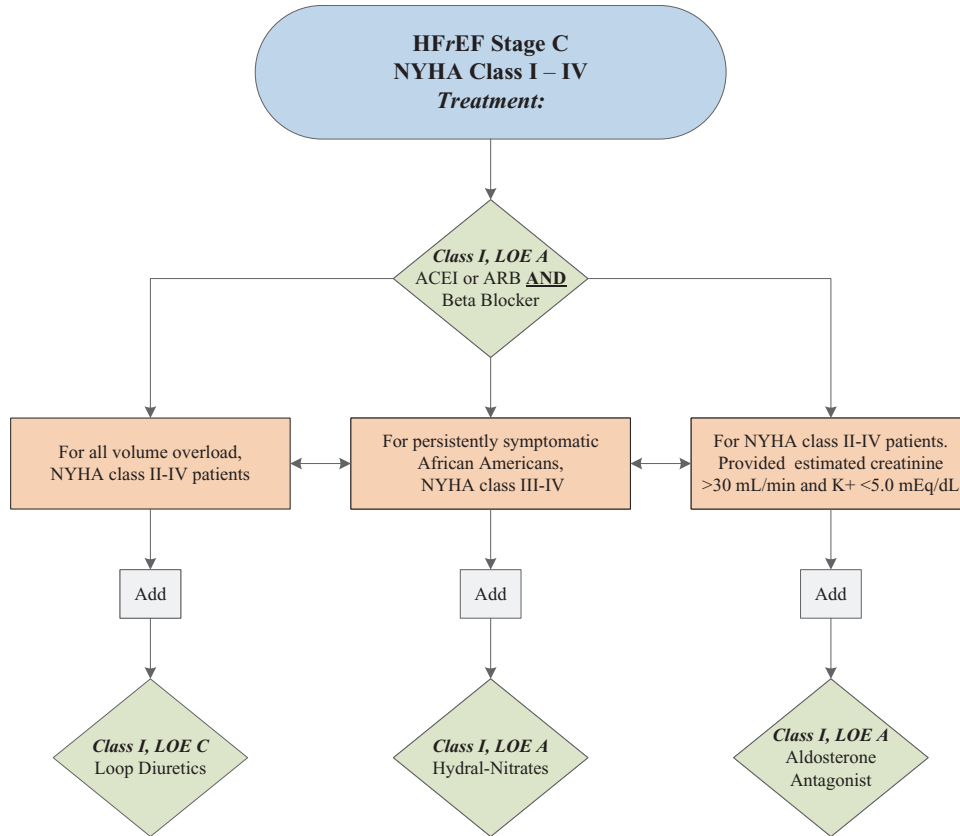 HFrEF Stage C
NYHA Class I – IV
Treatment:
Class I, LOE A
ACEI or ARB AND
Beta Blocker
For all volume overload,
NYHA class II-IV patients
For persistently symptomatic
African Americans,
NYHA class III-IV
For NYHA class II-IV patients.
Provided estimated creatinine
>30 mL/min and K+ <5.0 mEq/dL
Add
Add
Add
Class I, LOE C
Loop Diuretics
Class I, LOE A
Hydral-Nitrates
Class I, LOE A
Aldosterone
Antagonist